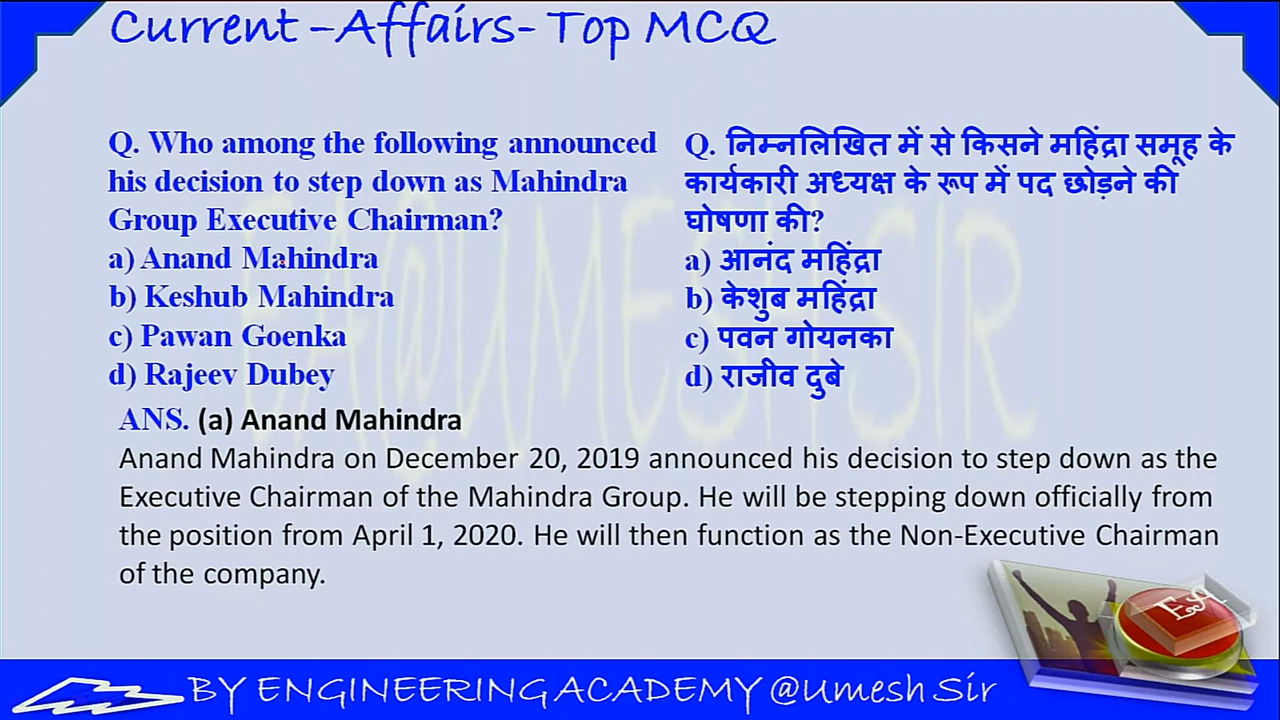 Current -Affairs- Top MCQ
Q. Who among the following announced
his decision to step down as Mahindra
Group Executive Chairman?
a) Anand Mahindra
b) Keshub Mahindra
c) Pawan Goenka
d) Rajeev Dubey
Q. निम्नलिखित में से किसने महिंद्रा समूह के
कार्यकारी अध्यक्ष के रूप में पद छोड़ने की
घोषणा की?
a) आनंद महिंद्रा
b) केशुब महिंद्रा
c) पवन गोयनका
d) राजीव दुबे
ANS. (a) Anand Mahindra
Anand Mahindra on December 20, 2019 announced his decision to step down as the
Executive Chairman of the Mahindra Group. He will be stepping down officially from
the position from April 1, 2020. He will then function as the Non-Executive Chairman
of the company.
EA@UMESH SIR
EA
BY ENGINEERING ACADEMY @Umesh Sir